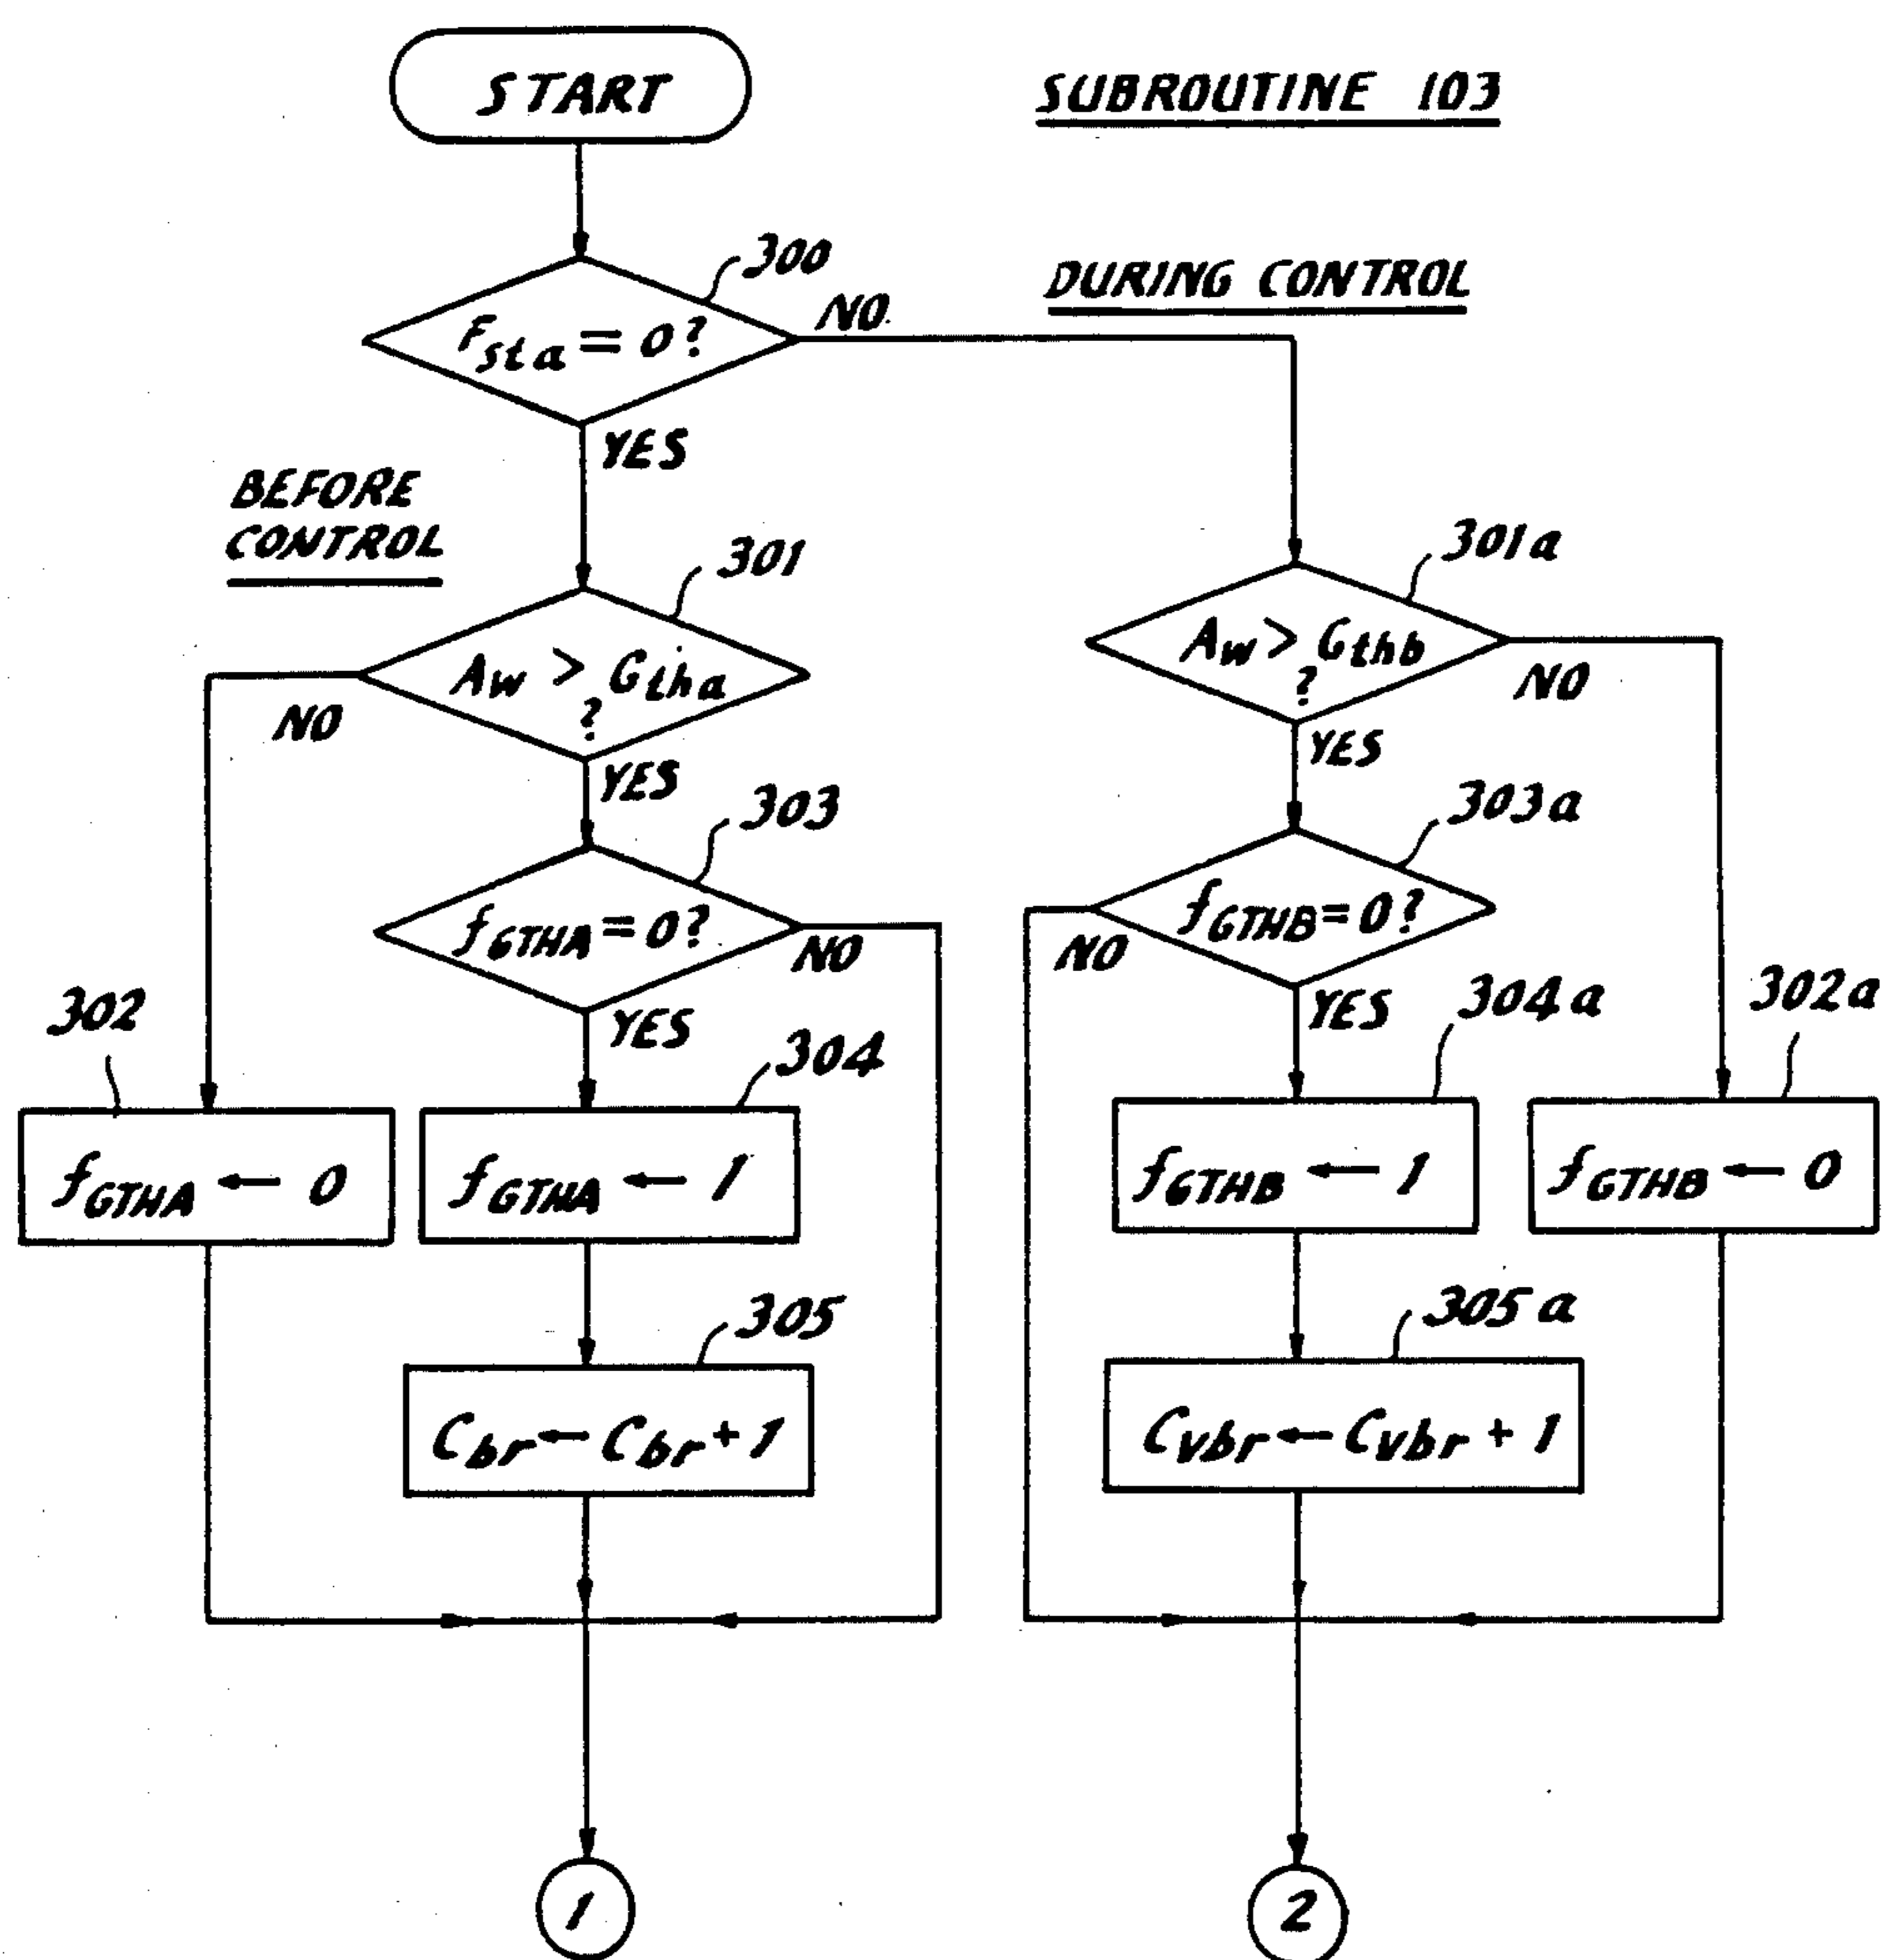 START
SUBROUTINE 103
300
F_sta = 0?
NO
DURING CONTROL
YES
BEFORE
CONTROL
301
A_w > G_tha
?
NO
YES
301a
A_w > G_thb
?
NO
YES
303
f_GTHA = 0?
NO
YES
303a
f_GTHB = 0?
NO
YES
302
f_GTHA ← 0
304
f_GTHA ← 1
304a
f_GTHB ← 1
302a
f_GTHB ← 0
305
C_br ← C_br + 1
305a
C_vbr ← C_vbr + 1
1
2